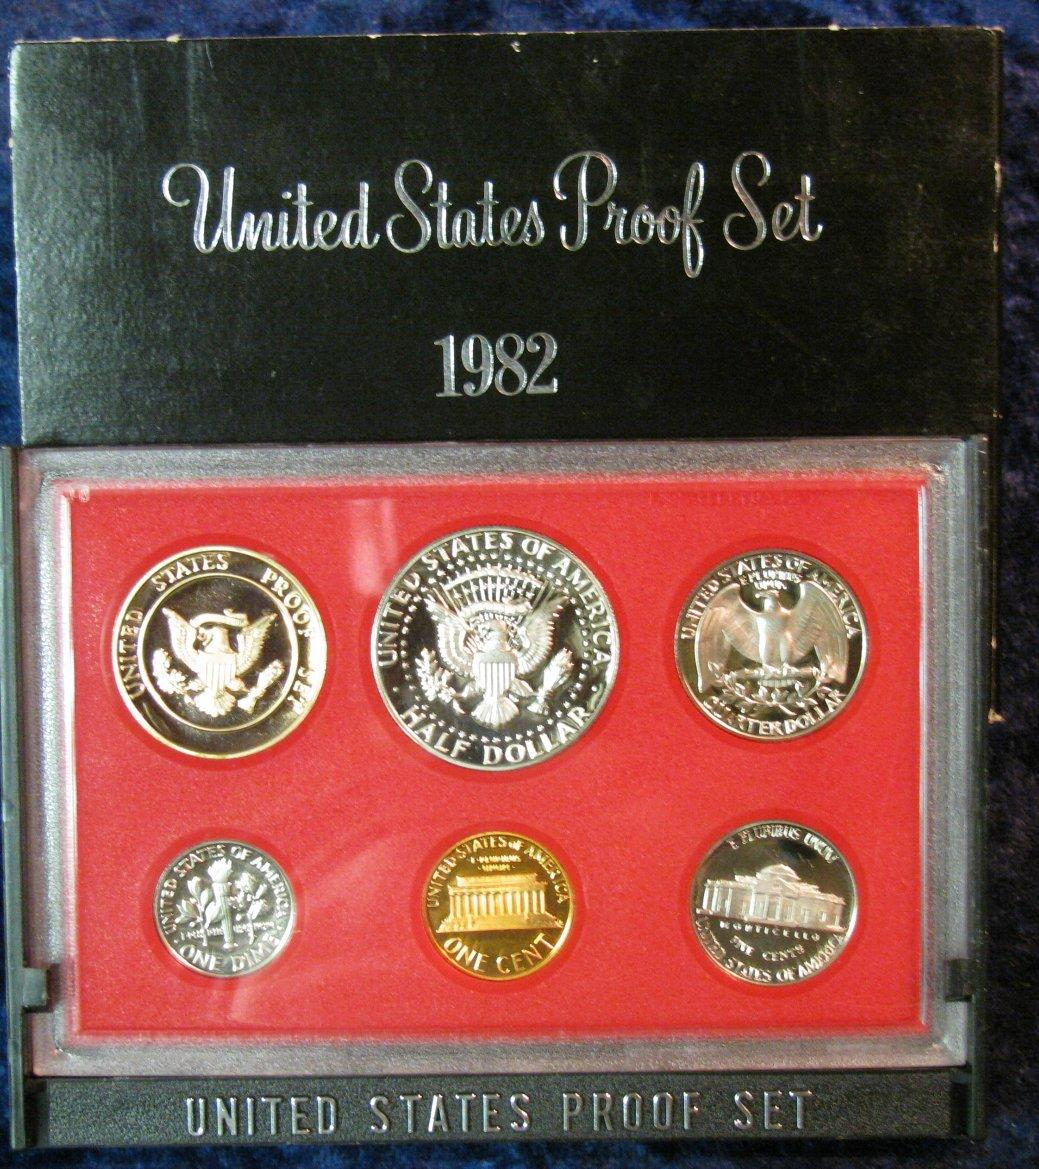 United States Proof Set
1982
UNITED STATES PROOF SET
UNITED STATES OF AMERICA
HALF DOLLAR
UNITED STATES OF AMERICA
E PLURIBUS
UNUM
QUARTER DOLLAR
UNITED STATES OF AMERICA
ONE DIME
UNITED STATES OF AMERICA
E PLURIBUS
UNUM
ONE CENT
E PLURIBUS UNUM
MONTICELLO
FIVE CENTS
UNITED STATES OF AMERICA
UNITED STATES PROOF SET